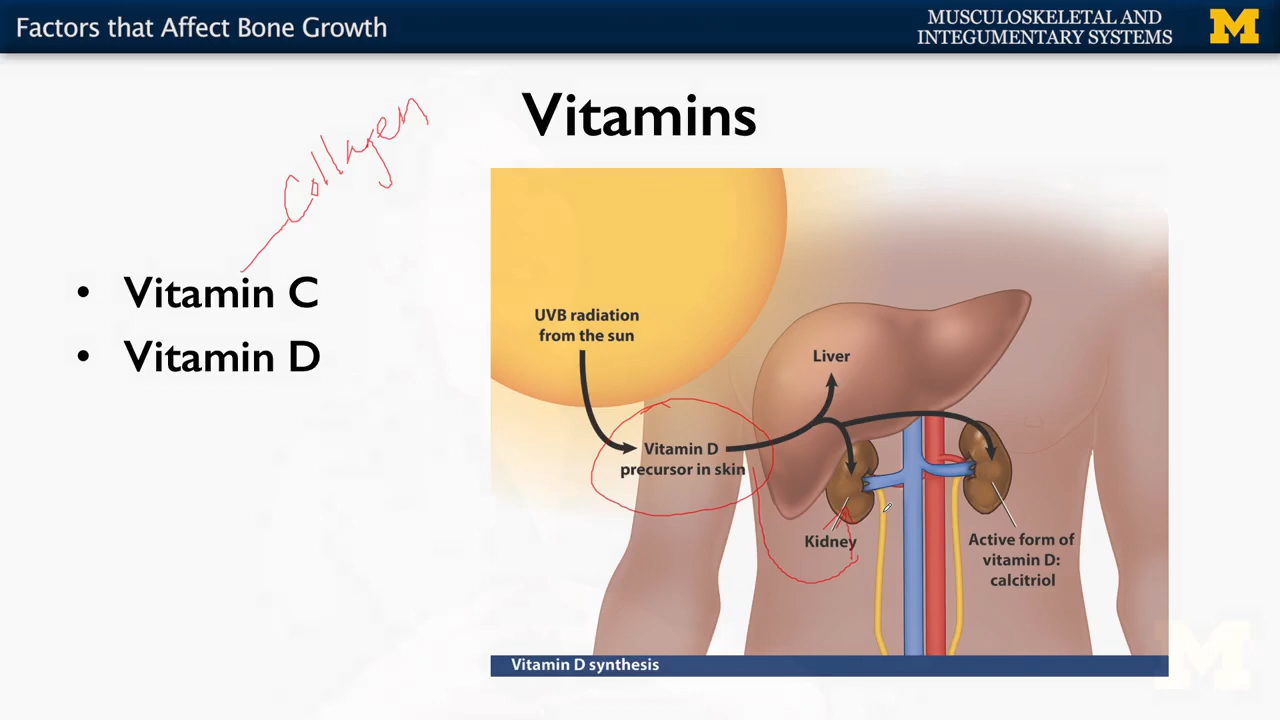 Factors that Affect Bone Growth
MUSCULOSKELETAL AND
INTEGUMENTARY SYSTEMS
M
Vitamins
Collagen
• Vitamin C
• Vitamin D
UVB radiation
from the sun
Liver
Vitamin D
precursor in skin
Kidney
Active form of
vitamin D:
calcitriol
Vitamin D synthesis
M